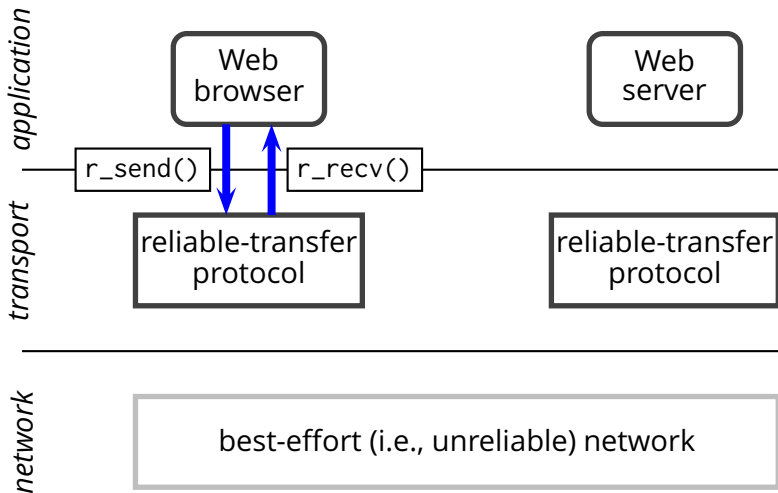 application
Web
browser
Web
server
r_send()
r_recv()
transport
reliable-transfer
protocol
reliable-transfer
protocol
network
best-effort (i.e., unreliable) network